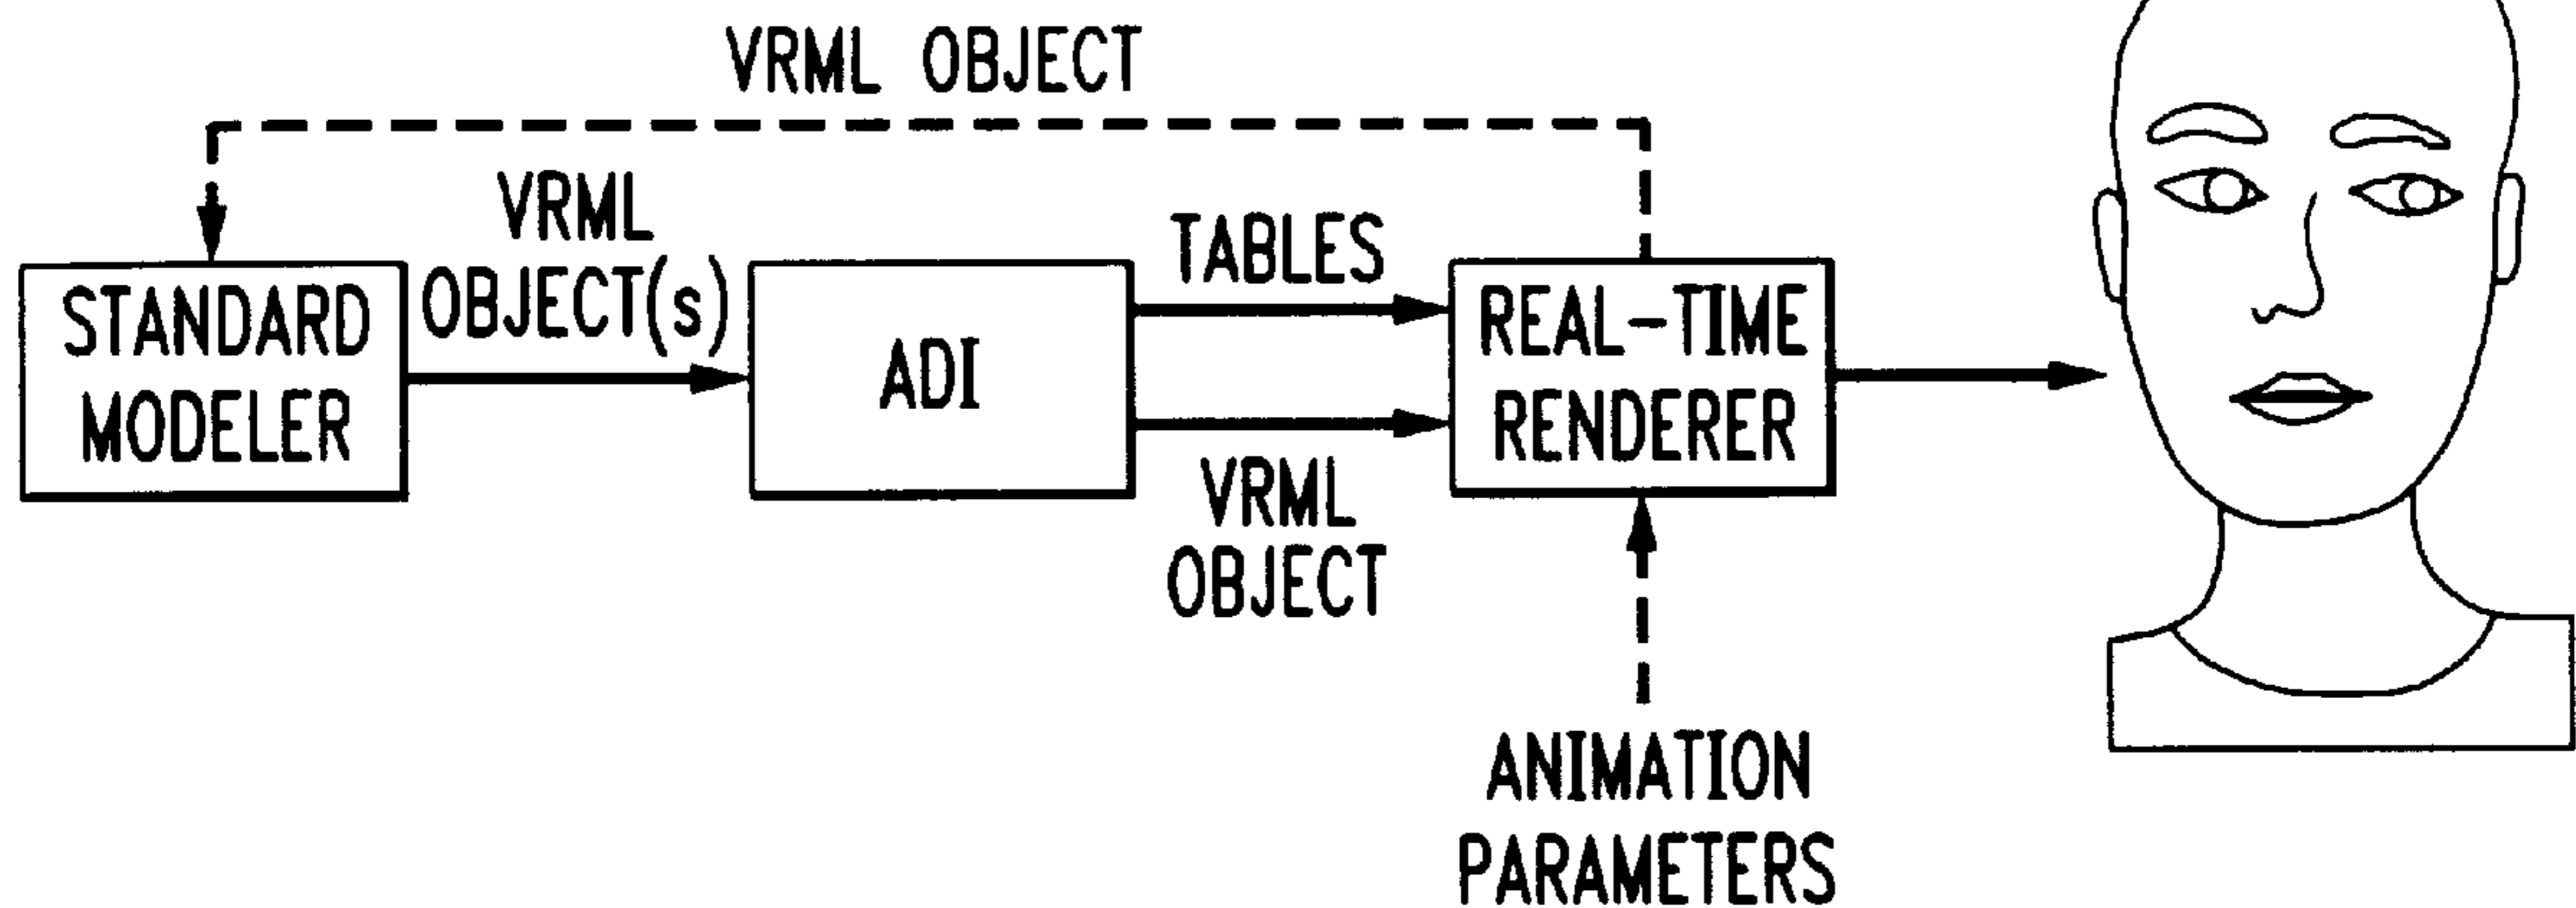 VRML OBJECT
VRML
OBJECT(s)
STANDARD
MODELER
ADI
TABLES
VRML
OBJECT
REAL-TIME
RENDERER
ANIMATION
PARAMETERS